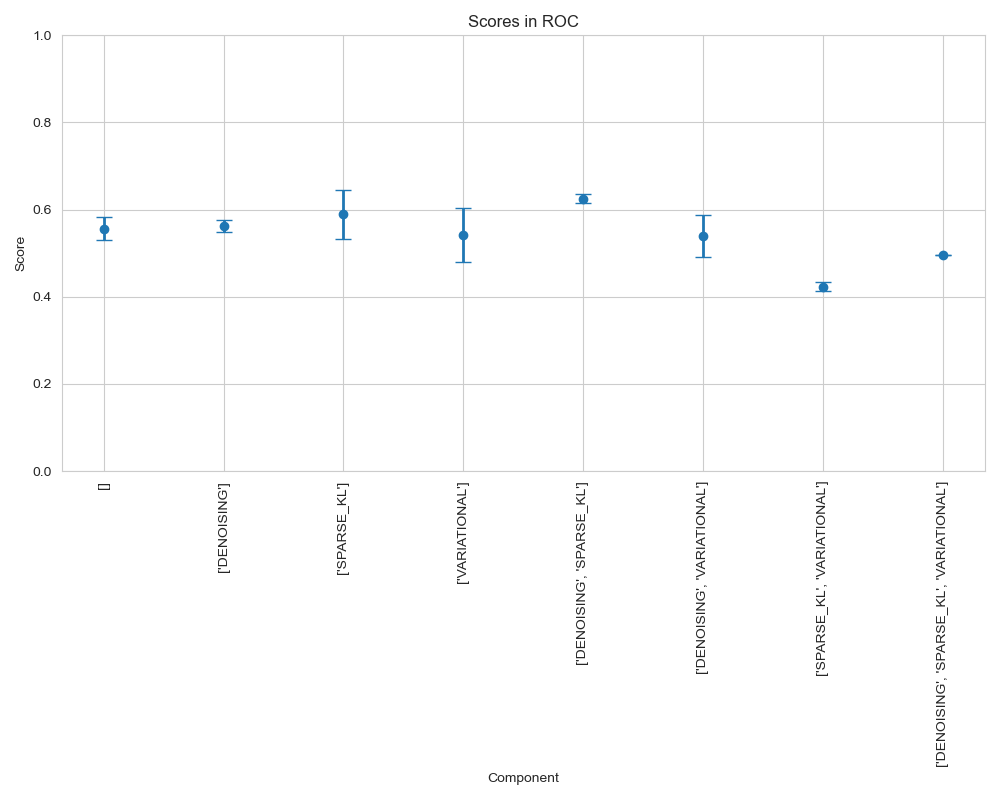 Scores in ROC
Score
1.0
0.8
0.6
0.4
0.2
0.0
[]
['DENOISING']
['SPARSE_KL']
['VARIATIONAL']
['DENOISING', 'SPARSE_KL']
['DENOISING', 'VARIATIONAL']
['SPARSE_KL', 'VARIATIONAL']
['DENOISING', 'SPARSE_KL', 'VARIATIONAL']
Component